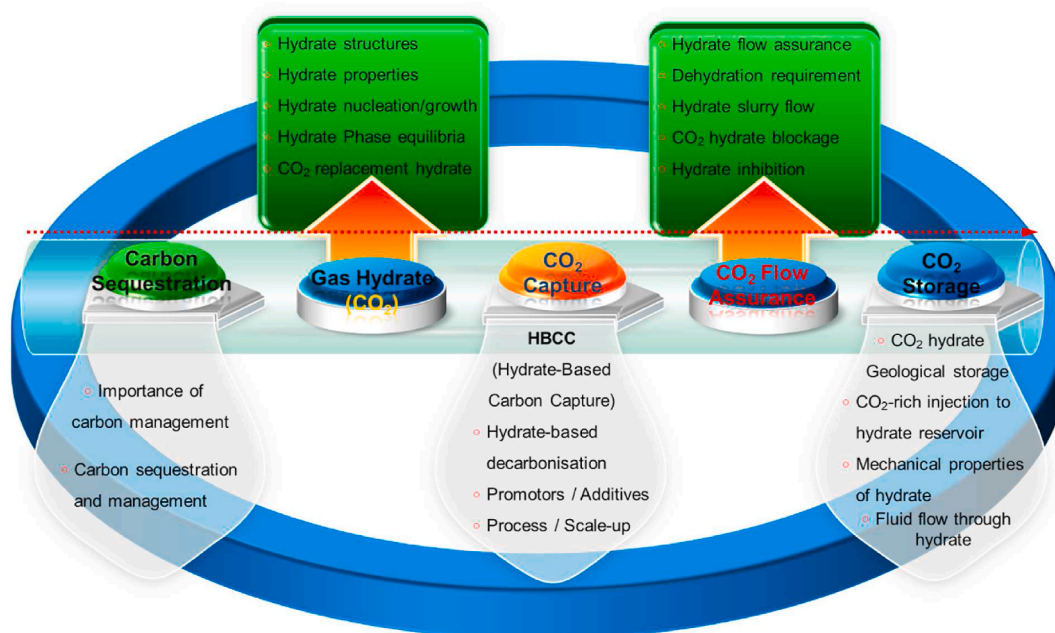 Hydrate structures
Hydrate properties
Hydrate nucleation/growth
Hydrate Phase equilibria
CO₂ replacement hydrate
Hydrate flow assurance
Dehydration requirement
Hydrate slurry flow
CO₂ hydrate blockage
Hydrate inhibition
Carbon
Sequestration
Gas Hydrate
(CO₂)
CO₂
Capture
CO₂ Flow
Assurance
CO₂
Storage
Importance of
carbon management
Carbon sequestration
and management
HBCC
(Hydrate-Based
Carbon Capture)
Hydrate-based
decarbonisation
Promotors / Additives
Process / Scale-up
CO₂ hydrate
Geological storage
CO₂-rich injection to
hydrate reservoir
Mechanical properties
of hydrate
Fluid flow through
hydrate